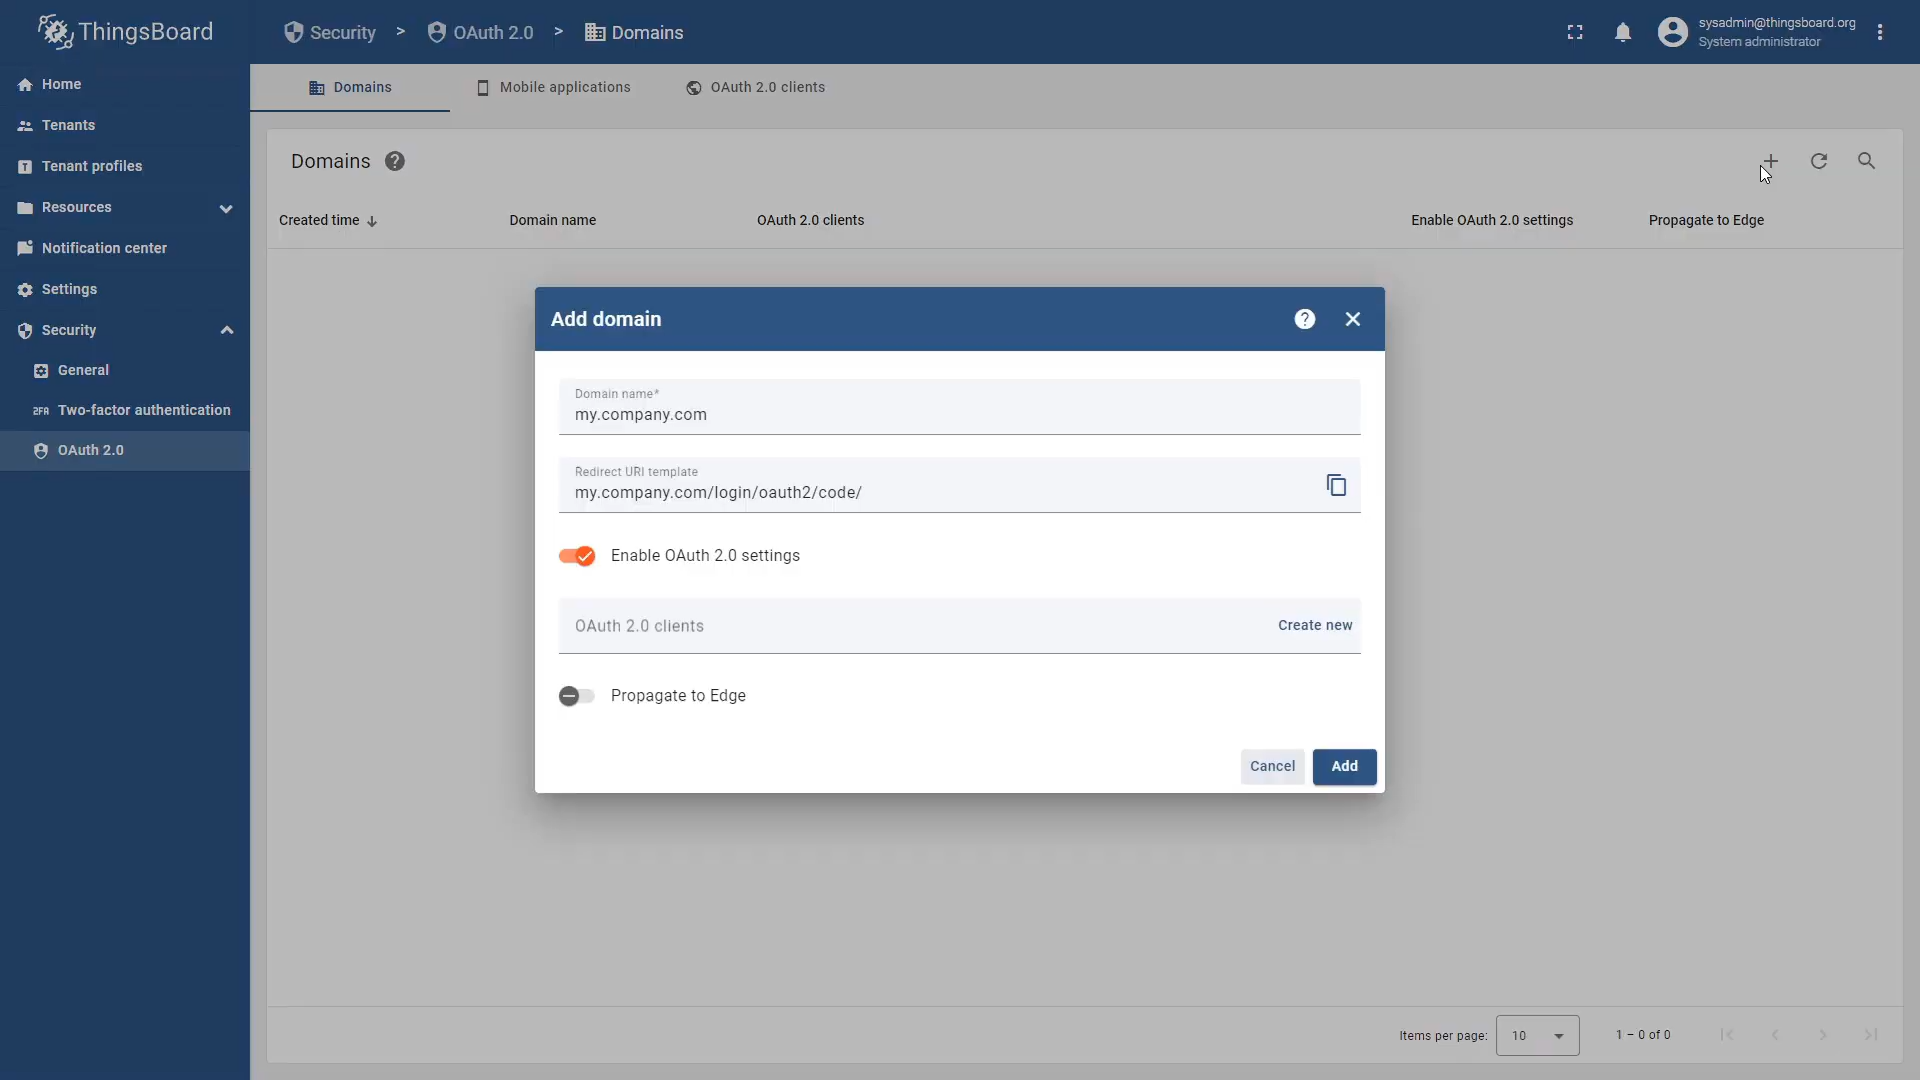 ThingsBoard
Security > OAuth 2.0 > Domains
sysadmin@thingsboard.org
System administrator
Home
Tenants
Tenant profiles
Resources
Notification center
Settings
Security
General
2FA Two-factor authentication
OAuth 2.0
Domains
Mobile applications
OAuth 2.0 clients
Domains
Created time
Domain name
OAuth 2.0 clients
Enable OAuth 2.0 settings
Propagate to Edge
Add domain
Domain name*
my.company.com
Redirect URI template
my.company.com/login/oauth2/code/
Enable OAuth 2.0 settings
OAuth 2.0 clients
Create new
Propagate to Edge
Cancel
Add
Items per page: 10
1 – 0 of 0